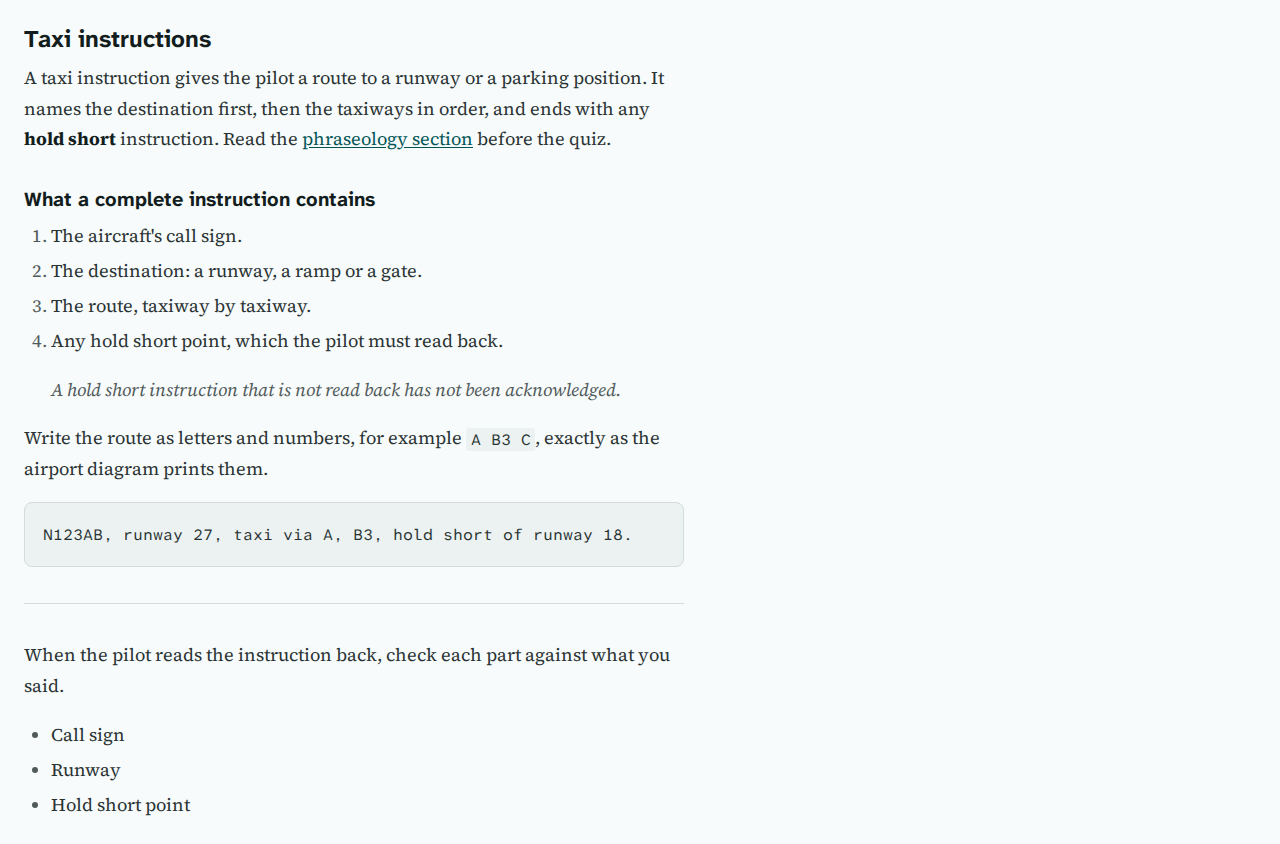 Taxi instructions
A taxi instruction gives the pilot a route to a runway or a parking position. It
names the destination first, then the taxiways in order, and ends with any
hold short instruction. Read the phraseology section before the quiz.
What a complete instruction contains
1. The aircraft's call sign.
2. The destination: a runway, a ramp or a gate.
3. The route, taxiway by taxiway.
4. Any hold short point, which the pilot must read back.
A hold short instruction that is not read back has not been acknowledged.
Write the route as letters and numbers, for example A B3 C, exactly as the
airport diagram prints them.
N123AB, runway 27, taxi via A, B3, hold short of runway 18.
When the pilot reads the instruction back, check each part against what you
said.
• Call sign
• Runway
• Hold short point